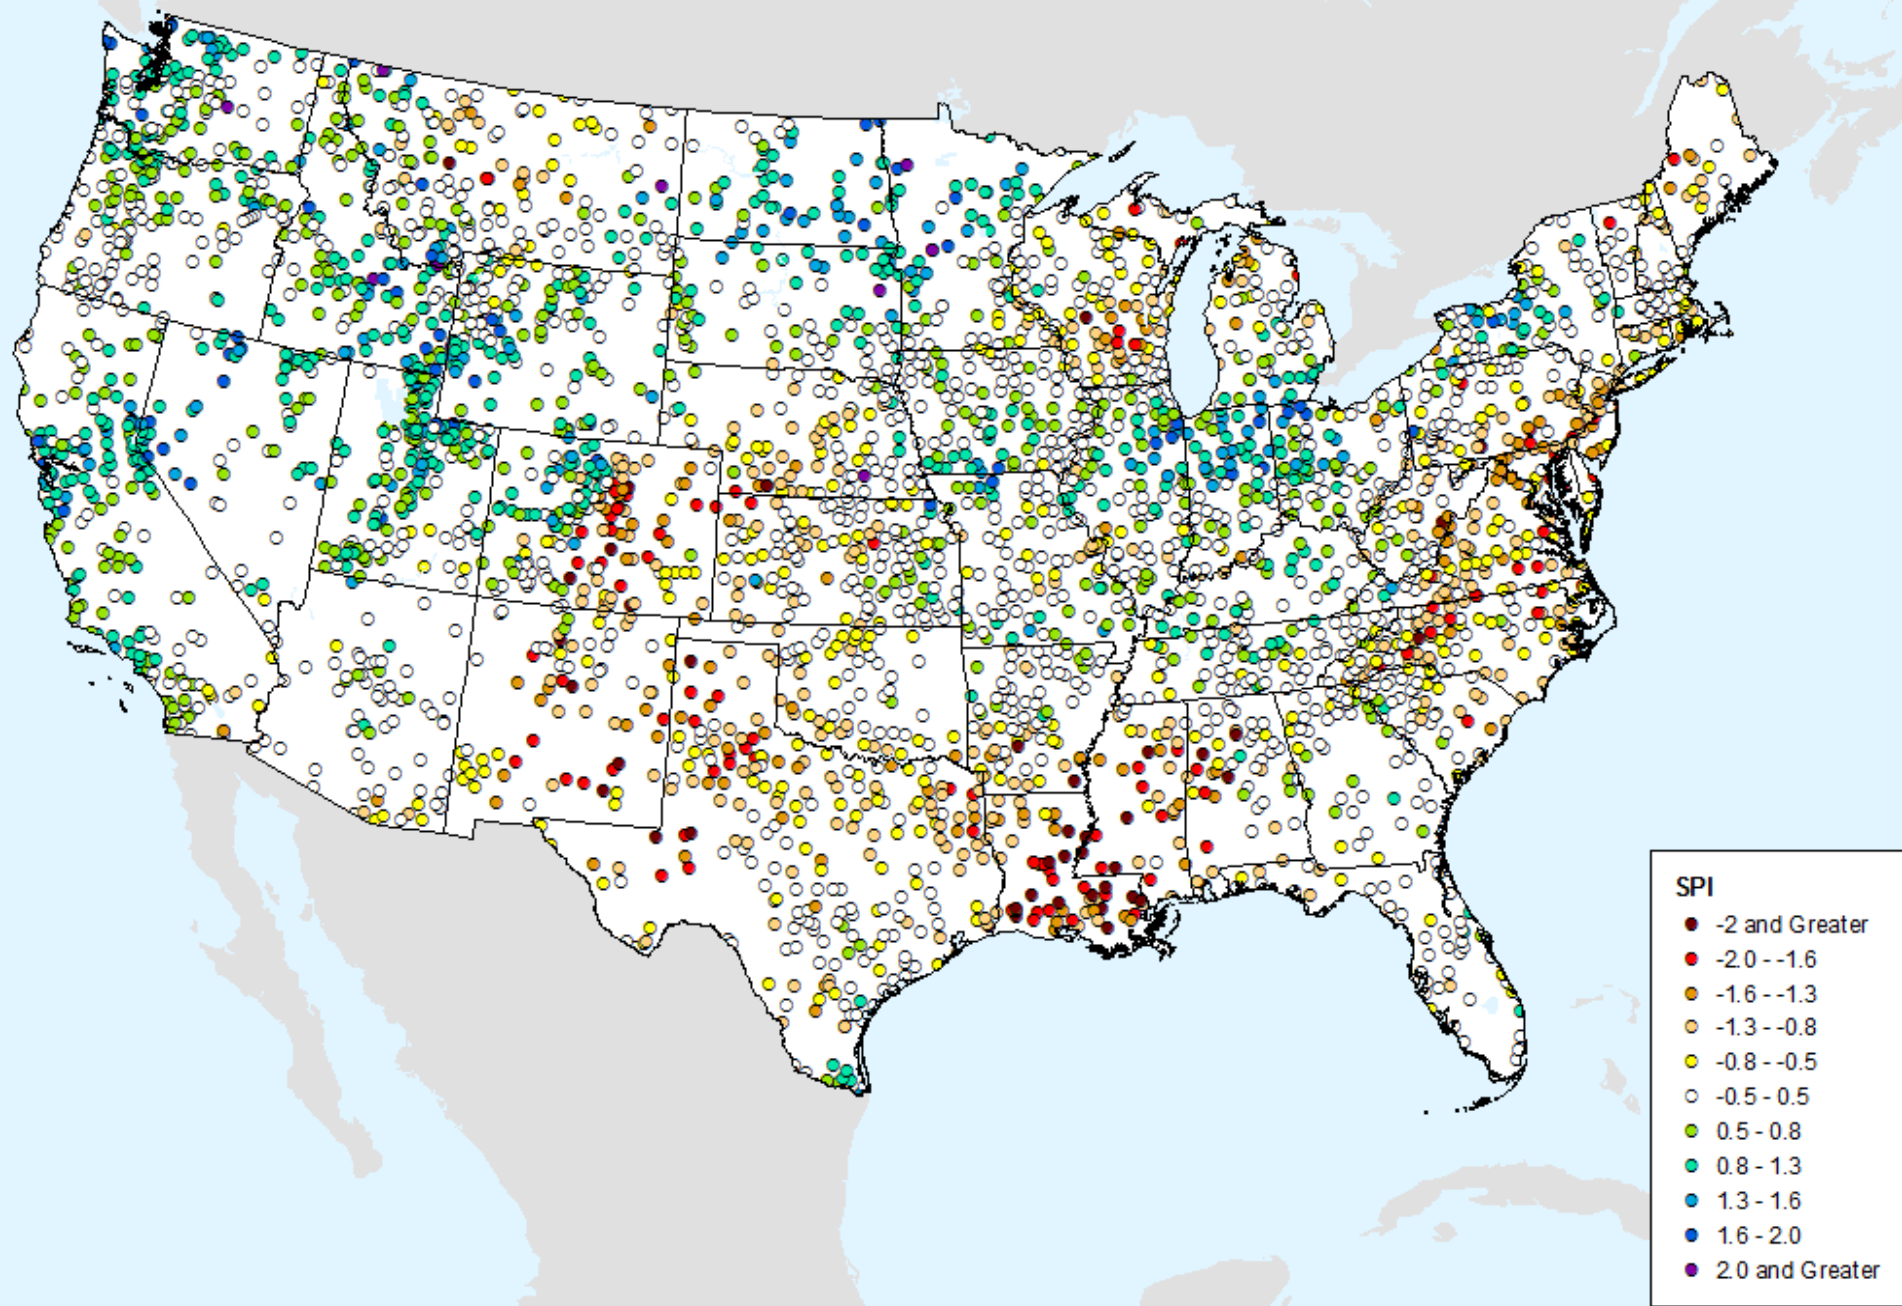 SPI
-2 and Greater
-2.0 - -1.6
-1.6 - -1.3
-1.3 - -0.8
-0.8 - -0.5
-0.5 - 0.5
0.5 - 0.8
0.8 - 1.3
1.3 - 1.6
1.6 - 2.0
2.0 and Greater